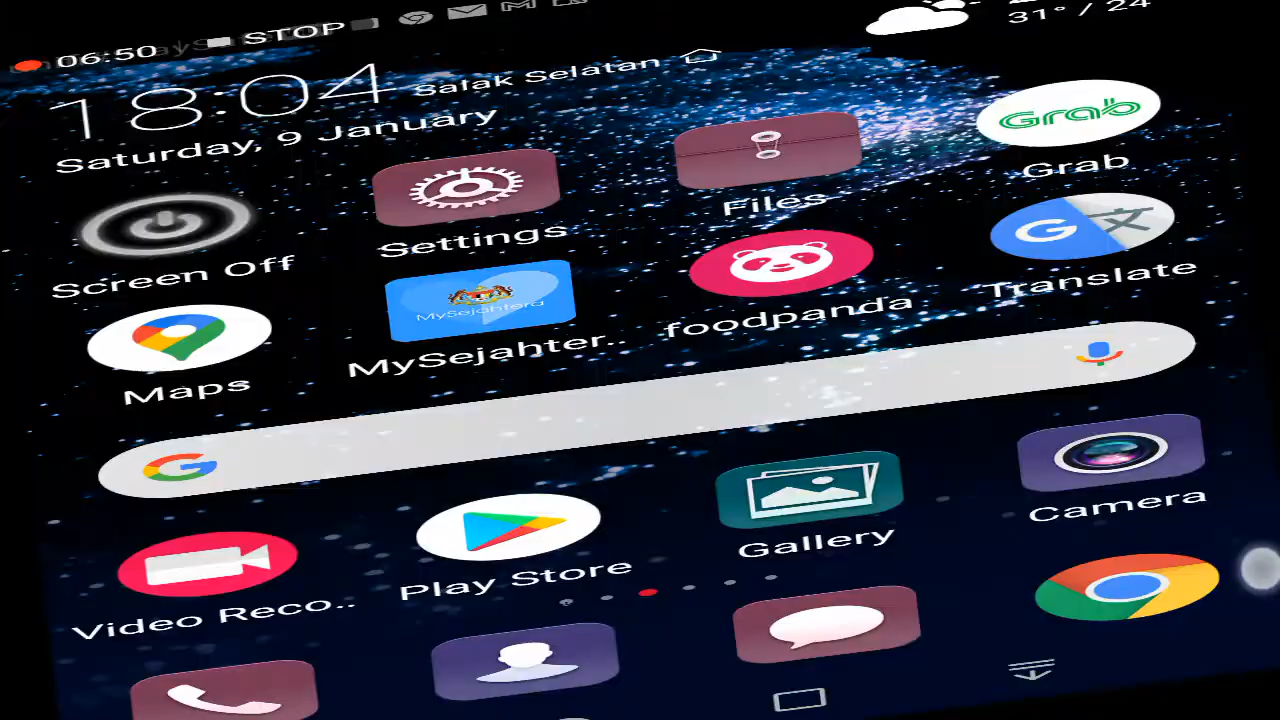 06:50 STOP
31° / 24
18:04 Salak Selatan
Saturday, 9 January
Grab
Screen Off Settings Files Grab
MySejahtera
Maps MySejahter.. foodpanda Translate
G
Video Reco.. Play Store Gallery Camera